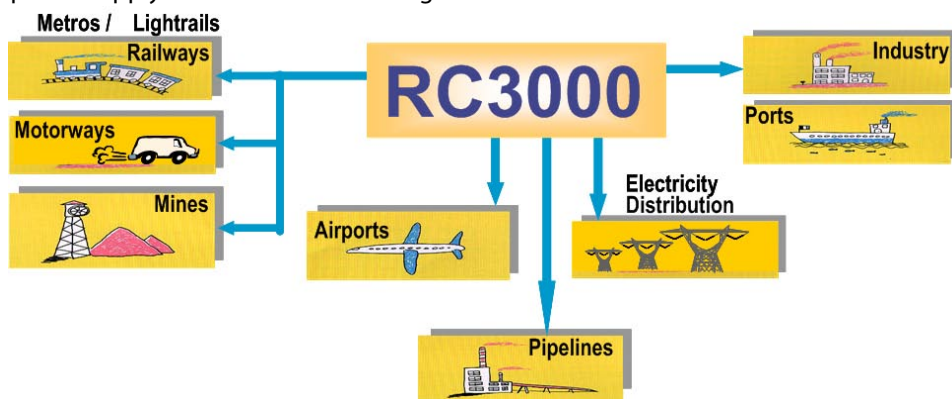 Metros / Lightrails
Railways
RC3000
Industry
Motorways
Ports
Mines
Airports
Electricity
Distribution
Pipelines